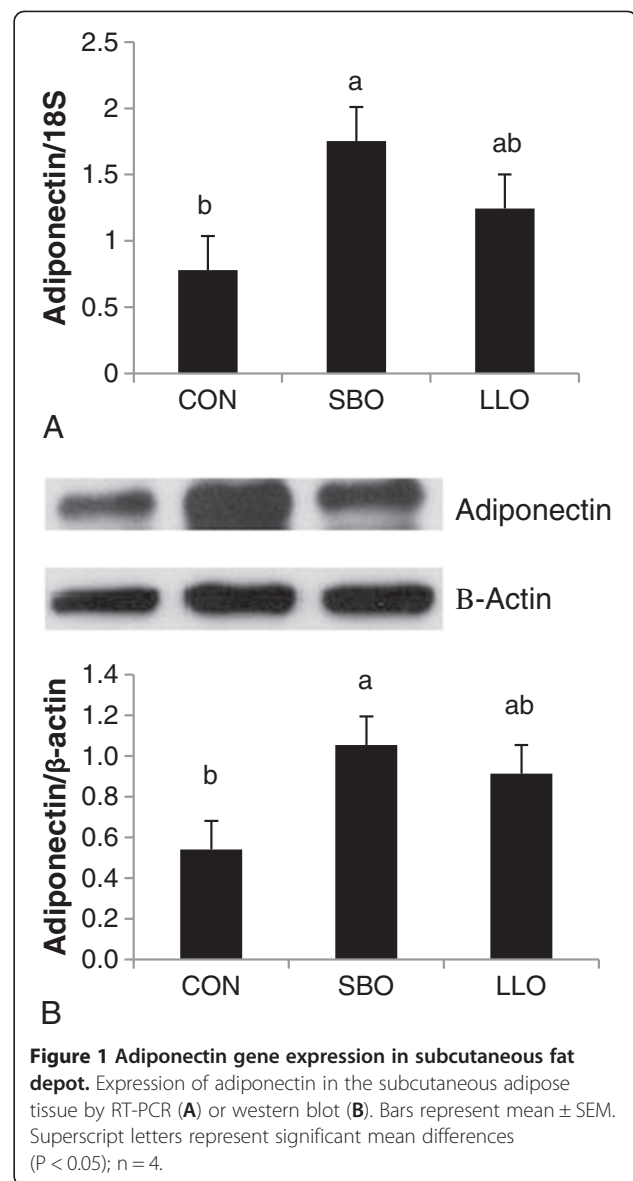 2.5
2
1.5
1
0.5
0
Adiponectin/18S
b
a
ab
CON SBO LLO
A
Adiponectin
B-Actin
1.4
1.2
1.0
0.8
0.6
0.4
0.2
0.0
Adiponectin/β-actin
b
a
ab
CON SBO LLO
B
Figure 1 Adiponectin gene expression in subcutaneous fat
depot. Expression of adiponectin in the subcutaneous adipose
tissue by RT-PCR (A) or western blot (B). Bars represent mean ± SEM.
Superscript letters represent significant mean differences
(P < 0.05); n = 4.